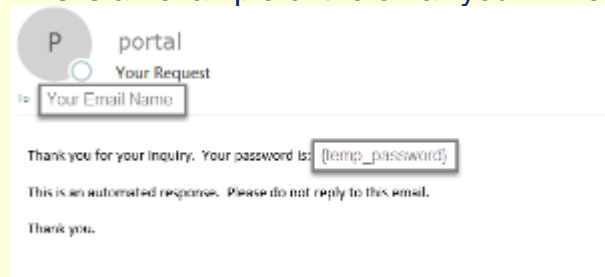 P
portal
Your Request
To Your Email Name
Thank you for your inquiry. Your password is: {temp_password}
This is an automated response. Please do not reply to this email.
Thank you.